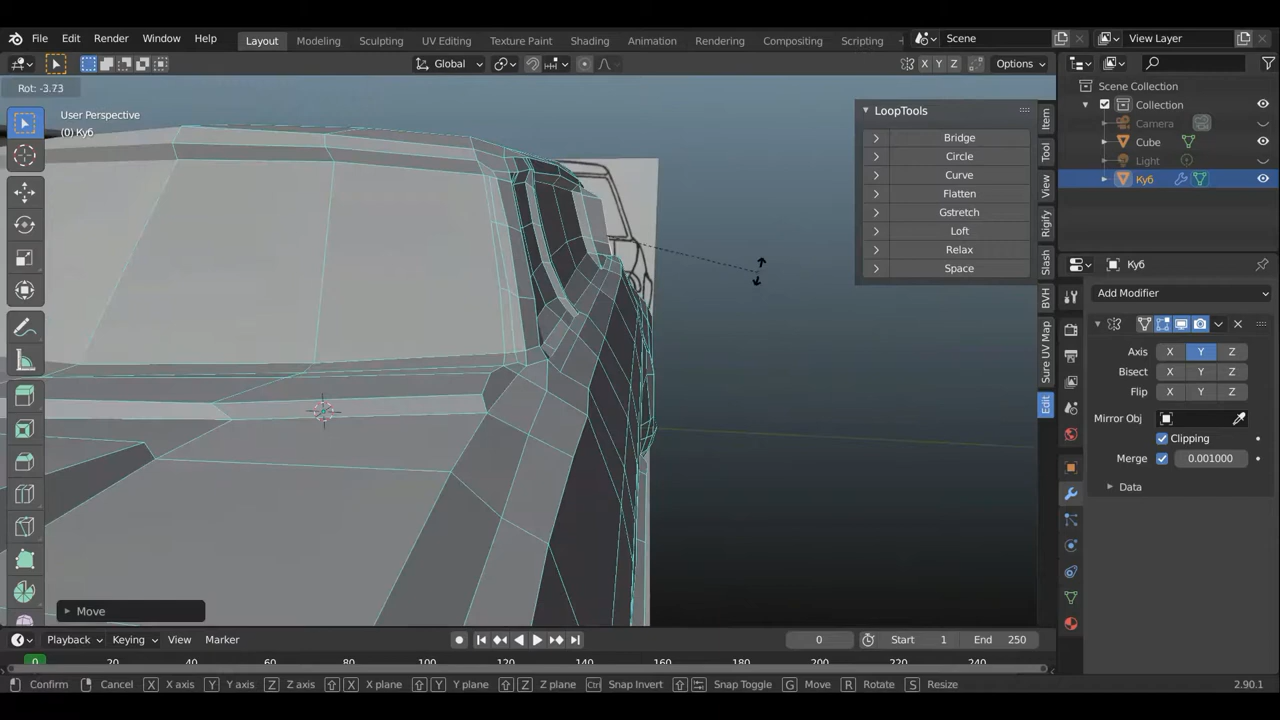 File Edit Render Window Help
Layout Modeling Sculpting UV Editing Texture Paint Shading Animation Rendering Compositing Scripting
Scene
View Layer
Global
X Y Z
Options
Rot: -3.73
User Perspective
(0) Куб
LoopTools
Bridge
Circle
Curve
Flatten
Gstretch
Loft
Relax
Space
Item
Tool
View
Rigify
Slash
BVH
Sure UV Map
Edit
Scene Collection
Collection
Camera
Cube
Light
Куб
Куб
Add Modifier
Axis X Y Z
Bisect X Y Z
Flip X Y Z
Mirror Obj
Clipping
Merge 0.001000
Data
Move
Playback Keying View Marker
0
Start 1
End 250
0 20 40 60 80 100 120 140 160 180 200 220 240
Confirm Cancel X X axis Y Y axis Z Z axis X X plane Y Y plane Z Z plane Ctrl Snap Invert Snap Toggle G Move R Rotate S Resize
2.90.1